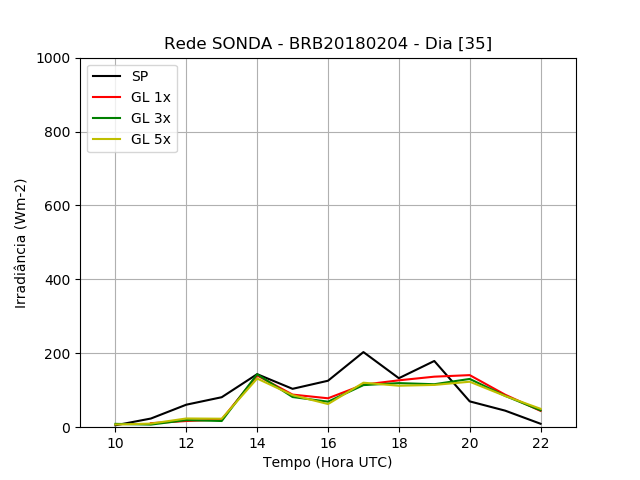 Rede SONDA - BRB20180204 - Dia [35]
SP
GL 1x
GL 3x
GL 5x
1000
800
600
400
200
0
Irradiância (Wm-2)
10 12 14 16 18 20 22
Tempo (Hora UTC)